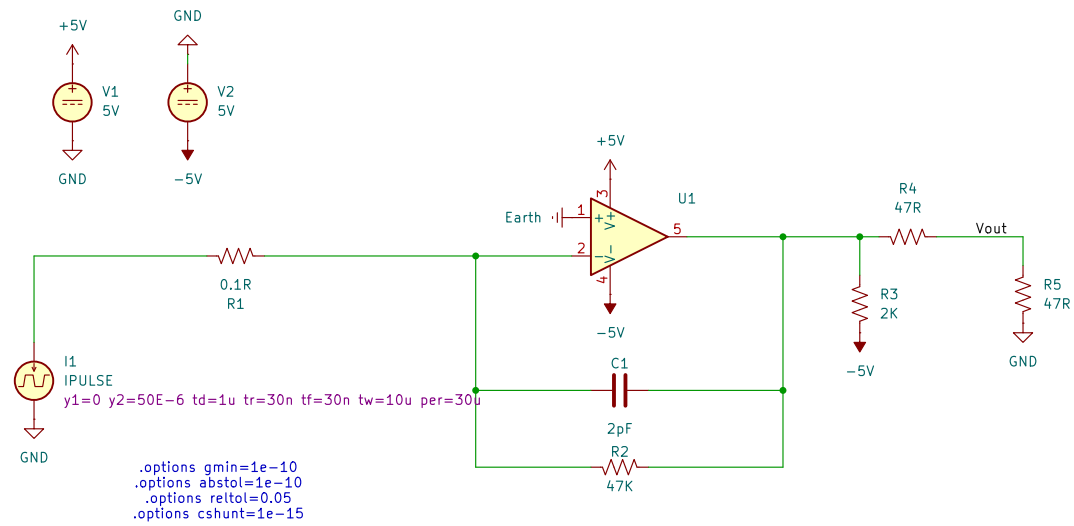 +5V
V1
5V
GND
GND
V2
5V
-5V
0.1R
R1
I1
IPULSE
y1=0 y2=50E-6 td=1u tr=30n tf=30n tw=10u per=30u
GND
.options gmin=1e-10
.options abstol=1e-10
.options reltol=0.05
.options cshunt=1e-15
+5V
U1
Earth
1
2
3
4
5
+
V+
V-
-
-5V
C1
2pF
R2
47K
R4
47R
Vout
R3
2K
-5V
R5
47R
GND